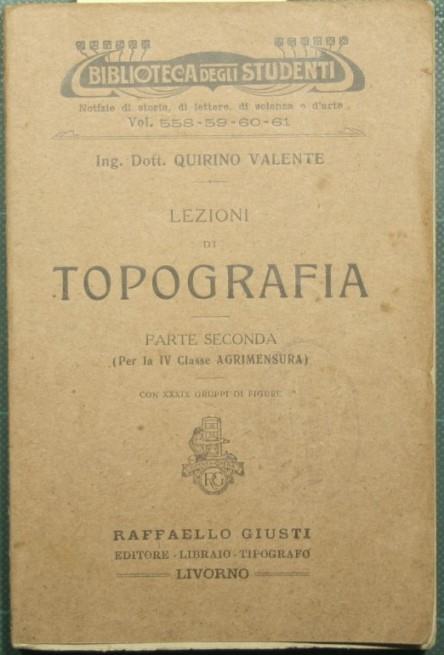 BIBLIOTECA DEGLI STUDENTI
Notizie di storia, di lettere, di scienza e d'arte
Vol. 558-59-60-61
Ing. Dott. QUIRINO VALENTE
LEZIONI
DI
TOPOGRAFIA
PARTE SECONDA
(Per la IV Classe AGRIMENSURA)
CON XXXIX GRUPPI DI FIGURE
RG
RAFFAELLO GIUSTI
EDITORE - LIBRAIO - TIPOGRAFO
LIVORNO